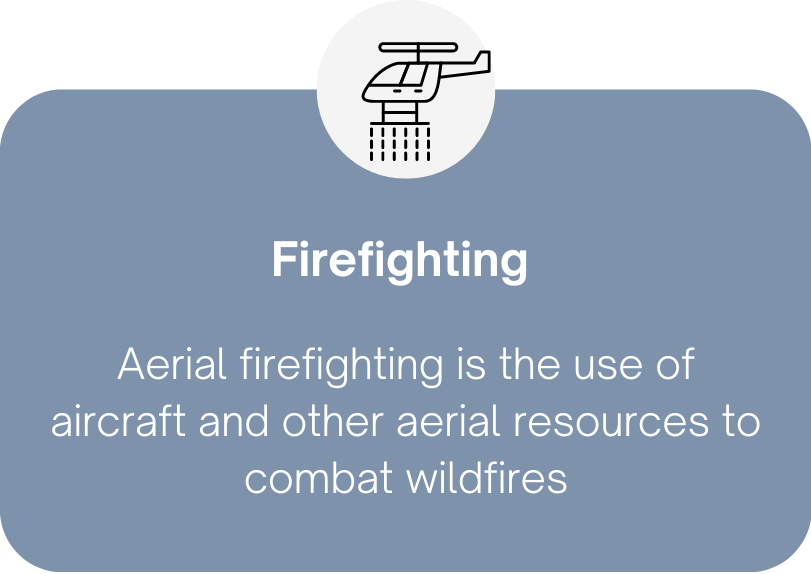 Firefighting
Aerial firefighting is the use of
aircraft and other aerial resources to
combat wildfires